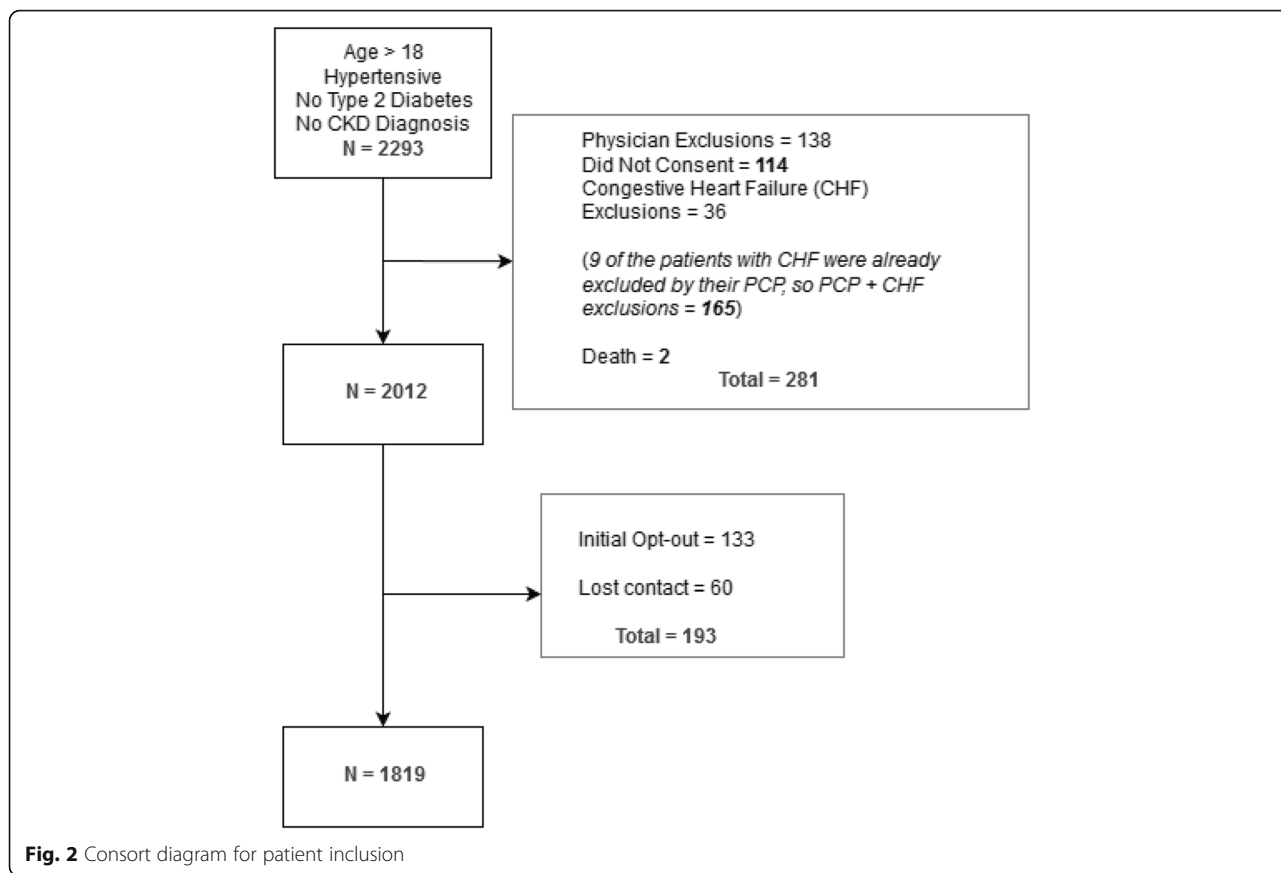 Age > 18
Hypertensive
No Type 2 Diabetes
No CKD Diagnosis
N = 2293
Physician Exclusions = 138
Did Not Consent = 114
Congestive Heart Failure (CHF)
Exclusions = 36
(9 of the patients with CHF were already
excluded by their PCP, so PCP + CHF
exclusions = 165)
Death = 2
Total = 281
N = 2012
Initial Opt-out = 133
Lost contact = 60
Total = 193
N = 1819
Fig. 2 Consort diagram for patient inclusion